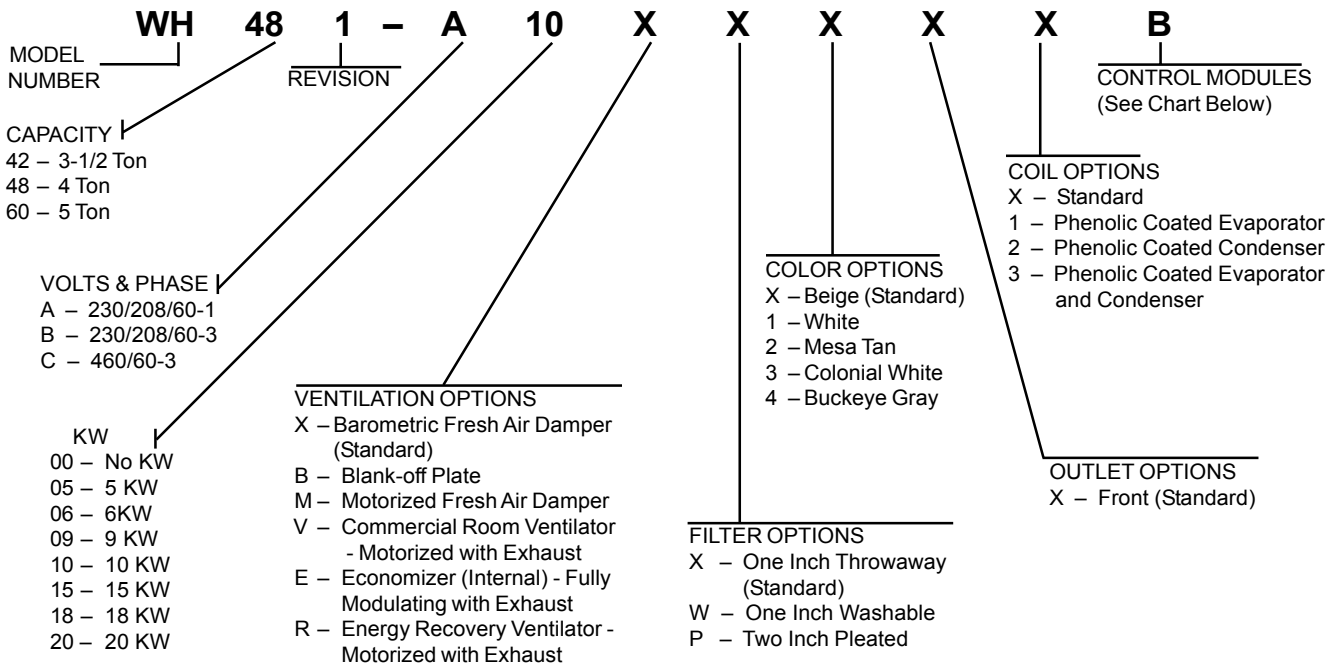 WH 48 1 – A 10 X X X X X B
MODEL
NUMBER
REVISION
CONTROL MODULES
(See Chart Below)
CAPACITY
42 – 3-1/2 Ton
48 – 4 Ton
60 – 5 Ton
COIL OPTIONS
X – Standard
1 – Phenolic Coated Evaporator
2 – Phenolic Coated Condenser
3 – Phenolic Coated Evaporator
and Condenser
VOLTS & PHASE
A – 230/208/60-1
B – 230/208/60-3
C – 460/60-3
COLOR OPTIONS
X – Beige (Standard)
1 – White
2 – Mesa Tan
3 – Colonial White
4 – Buckeye Gray
KW
00 – No KW
05 – 5 KW
06 – 6KW
09 – 9 KW
10 – 10 KW
15 – 15 KW
18 – 18 KW
20 – 20 KW
VENTILATION OPTIONS
X – Barometric Fresh Air Damper
(Standard)
B – Blank-off Plate
M – Motorized Fresh Air Damper
V – Commercial Room Ventilator
- Motorized with Exhaust
E – Economizer (Internal) - Fully
Modulating with Exhaust
R – Energy Recovery Ventilator -
Motorized with Exhaust
FILTER OPTIONS
X – One Inch Throwaway
(Standard)
W – One Inch Washable
P – Two Inch Pleated
OUTLET OPTIONS
X – Front (Standard)